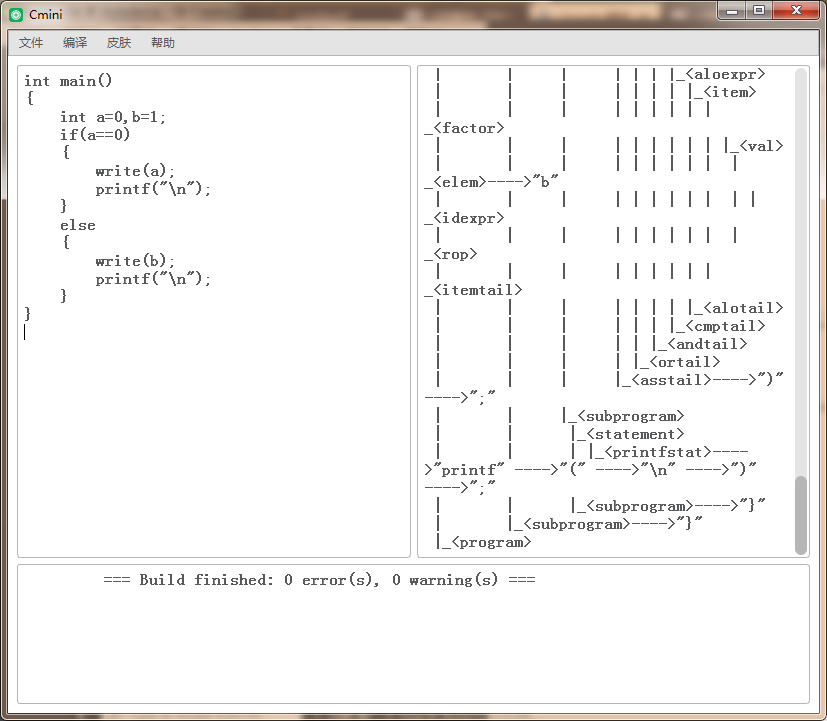 Cmini
文件 编译 皮肤 帮助
int main()
{
    int a=0,b=1;
    if(a==0)
    {
        write(a);
        printf("\n");
    }
    else
    {
        write(b);
        printf("\n");
    }
}
|       |     |     | | | |_<aloexpr>
|       |     |     | | | | |_<item>
|       |     |     | | | | | |
_<factor>
|       |     |     | | | | | | |_<val>
|       |     |     | | | | | |  |
_<elem>---->"b"
|       |     |     | | | | | |  | |
_<idexpr>
|       |     |     | | | | | |  |
_<rop>
|       |     |     | | | | | |
_<itemtail>
|       |     |     | | | | |_<alotail>
|       |     |     | | | |_<cmptail>
|       |     |     | | |_<andtail>
|       |     |     | |_<ortail>
|       |     |     |_<asstail>---->")"
---->";"
|       |     |_<subprogram>
|       |      |_<statement>
|       |      | |_<printfstat>----
>"printf" ---->"(" ---->"\n" ---->")"
---->";"
|       |      |_<subprogram>---->"}"
|       |_<subprogram>---->"}"
|_<program>
=== Build finished: 0 error(s), 0 warning(s) ===